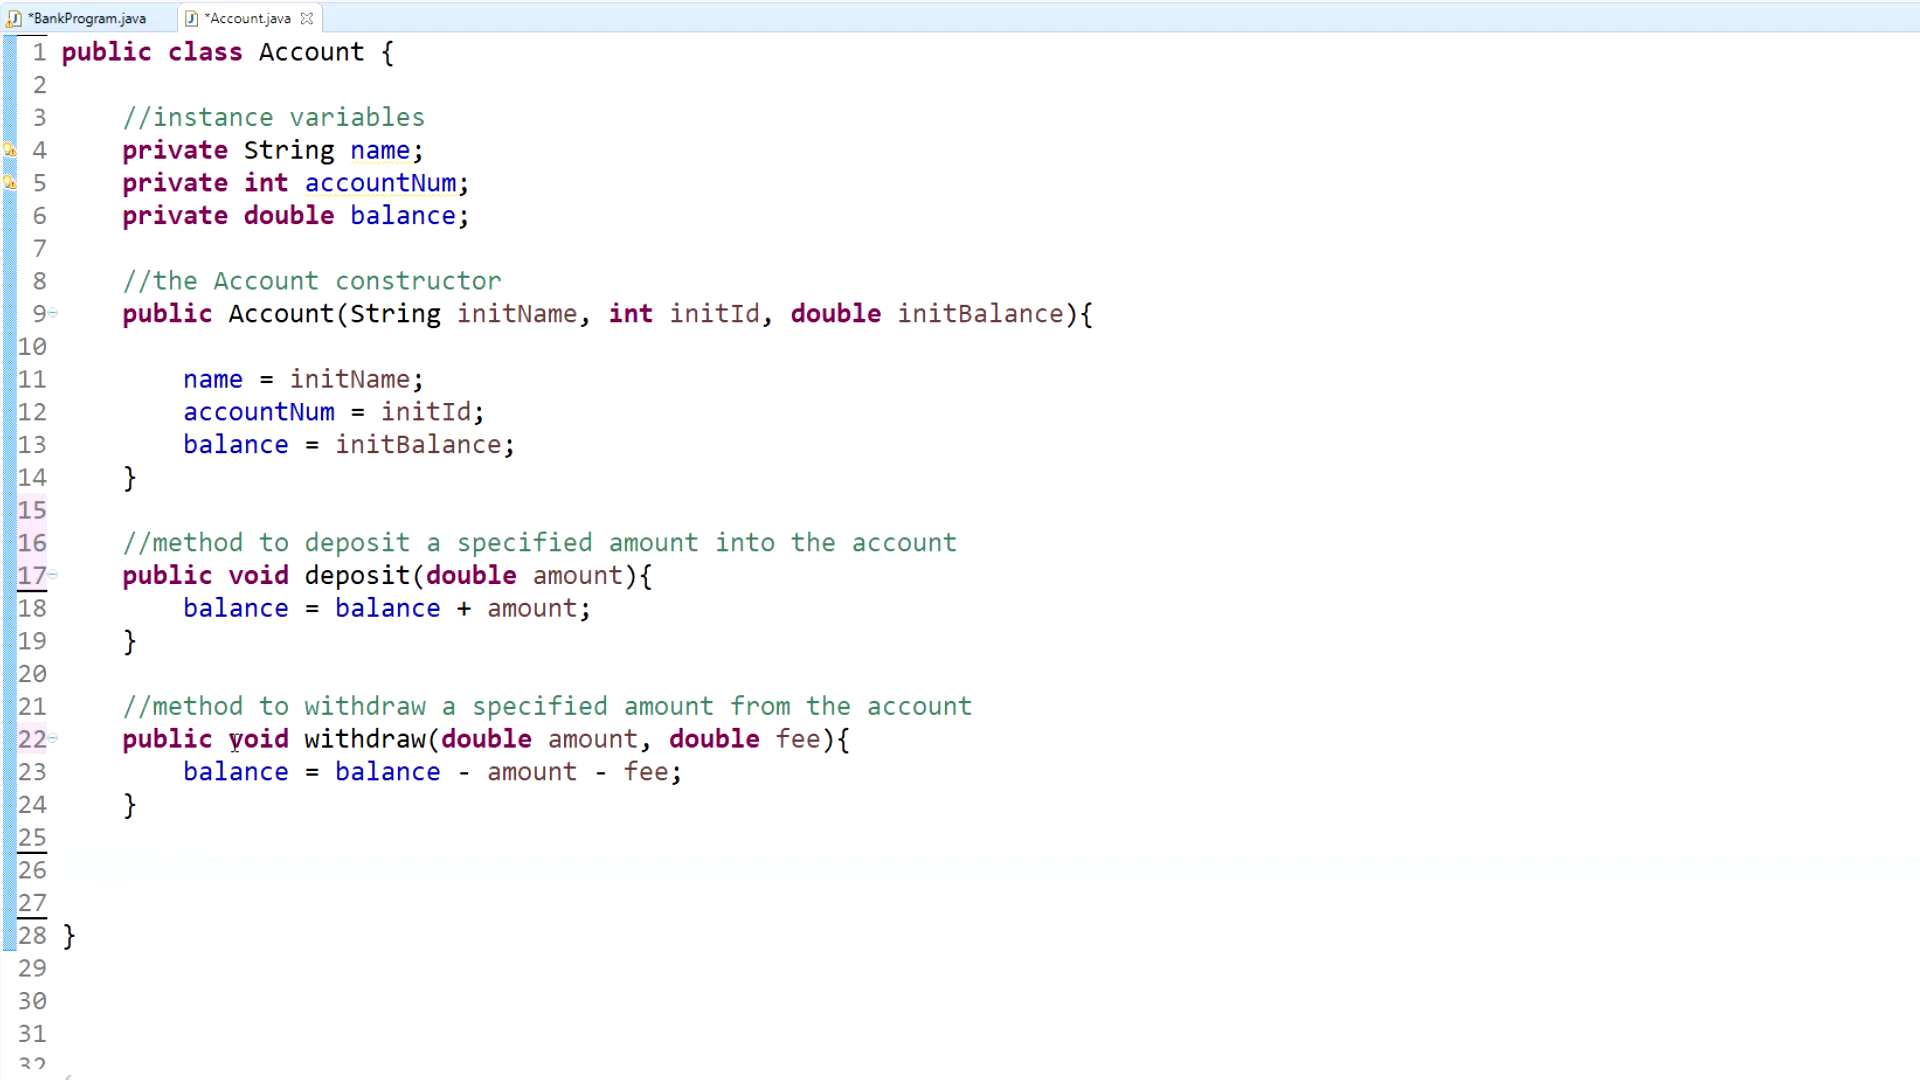 *BankProgram.java *Account.java
1 public class Account {
2
3 //instance variables
4 private String name;
5 private int accountNum;
6 private double balance;
7
8 //the Account constructor
9 public Account(String initName, int initId, double initBalance){
10
11 name = initName;
12 accountNum = initId;
13 balance = initBalance;
14 }
15
16 //method to deposit a specified amount into the account
17 public void deposit(double amount){
18 balance = balance + amount;
19 }
20
21 //method to withdraw a specified amount from the account
22 public void withdraw(double amount, double fee){
23 balance = balance - amount - fee;
24 }
25
26
27
28 }
29
30
31
32